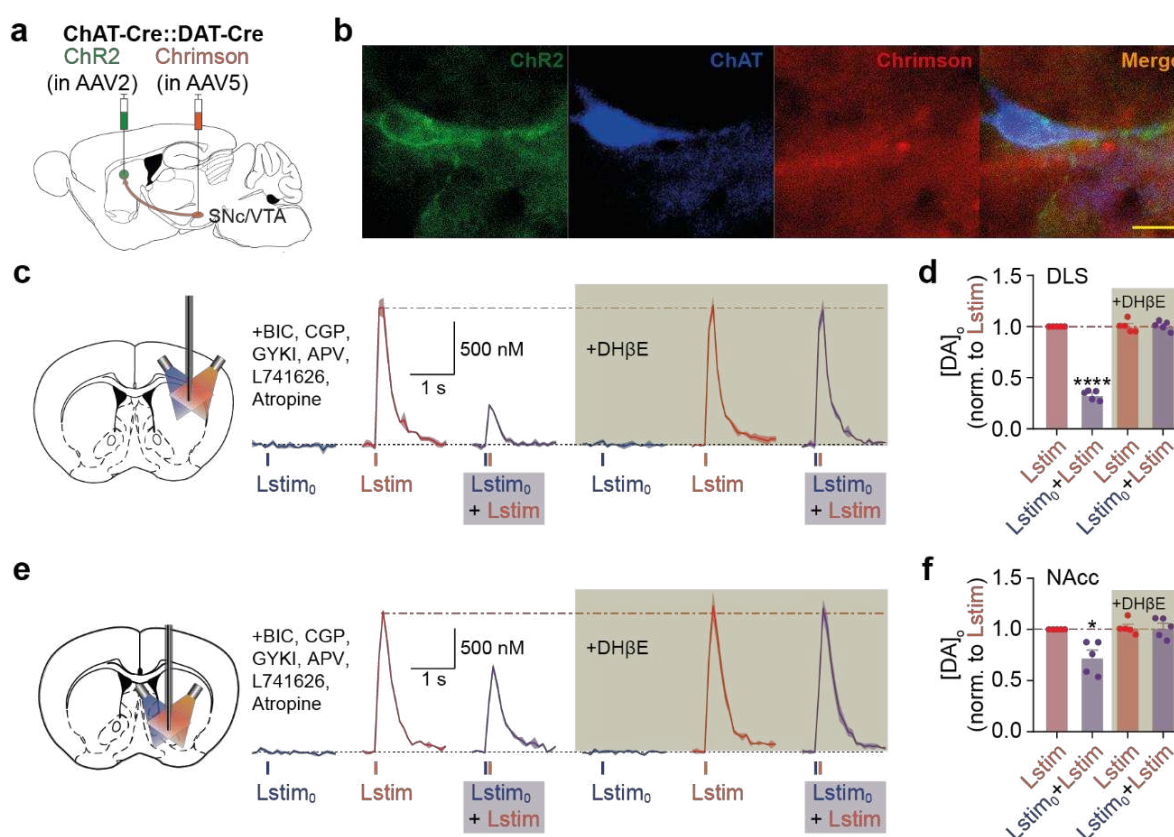 a
ChAT-Cre::DAT-Cre
ChR2 Chrimson
(in AAV2) (in AAV5)
SNc/VTA
b
ChR2
ChAT
Chrimson
Merge
c
+BIC, CGP,
GYKI, APV,
L741626,
Atropine
500 nM
1 s
+DHβE
Lstim₀
Lstim
Lstim₀
+ Lstim
Lstim₀
Lstim
Lstim₀
+ Lstim
d
DLS
[DA]ₒ
(norm. to Lstim)
1.5
1.0
0.5
0.0
+DHβE
****
Lstim
Lstim₀+Lstim
Lstim
Lstim₀+Lstim
e
+BIC, CGP,
GYKI, APV,
L741626,
Atropine
500 nM
1 s
+DHβE
Lstim₀
Lstim
Lstim₀
+ Lstim
Lstim₀
Lstim
Lstim₀
+ Lstim
f
NAcc
[DA]ₒ
(norm. to Lstim)
1.5
1.0
0.5
0.0
+DHβE
*
Lstim
Lstim₀+Lstim
Lstim
Lstim₀+Lstim